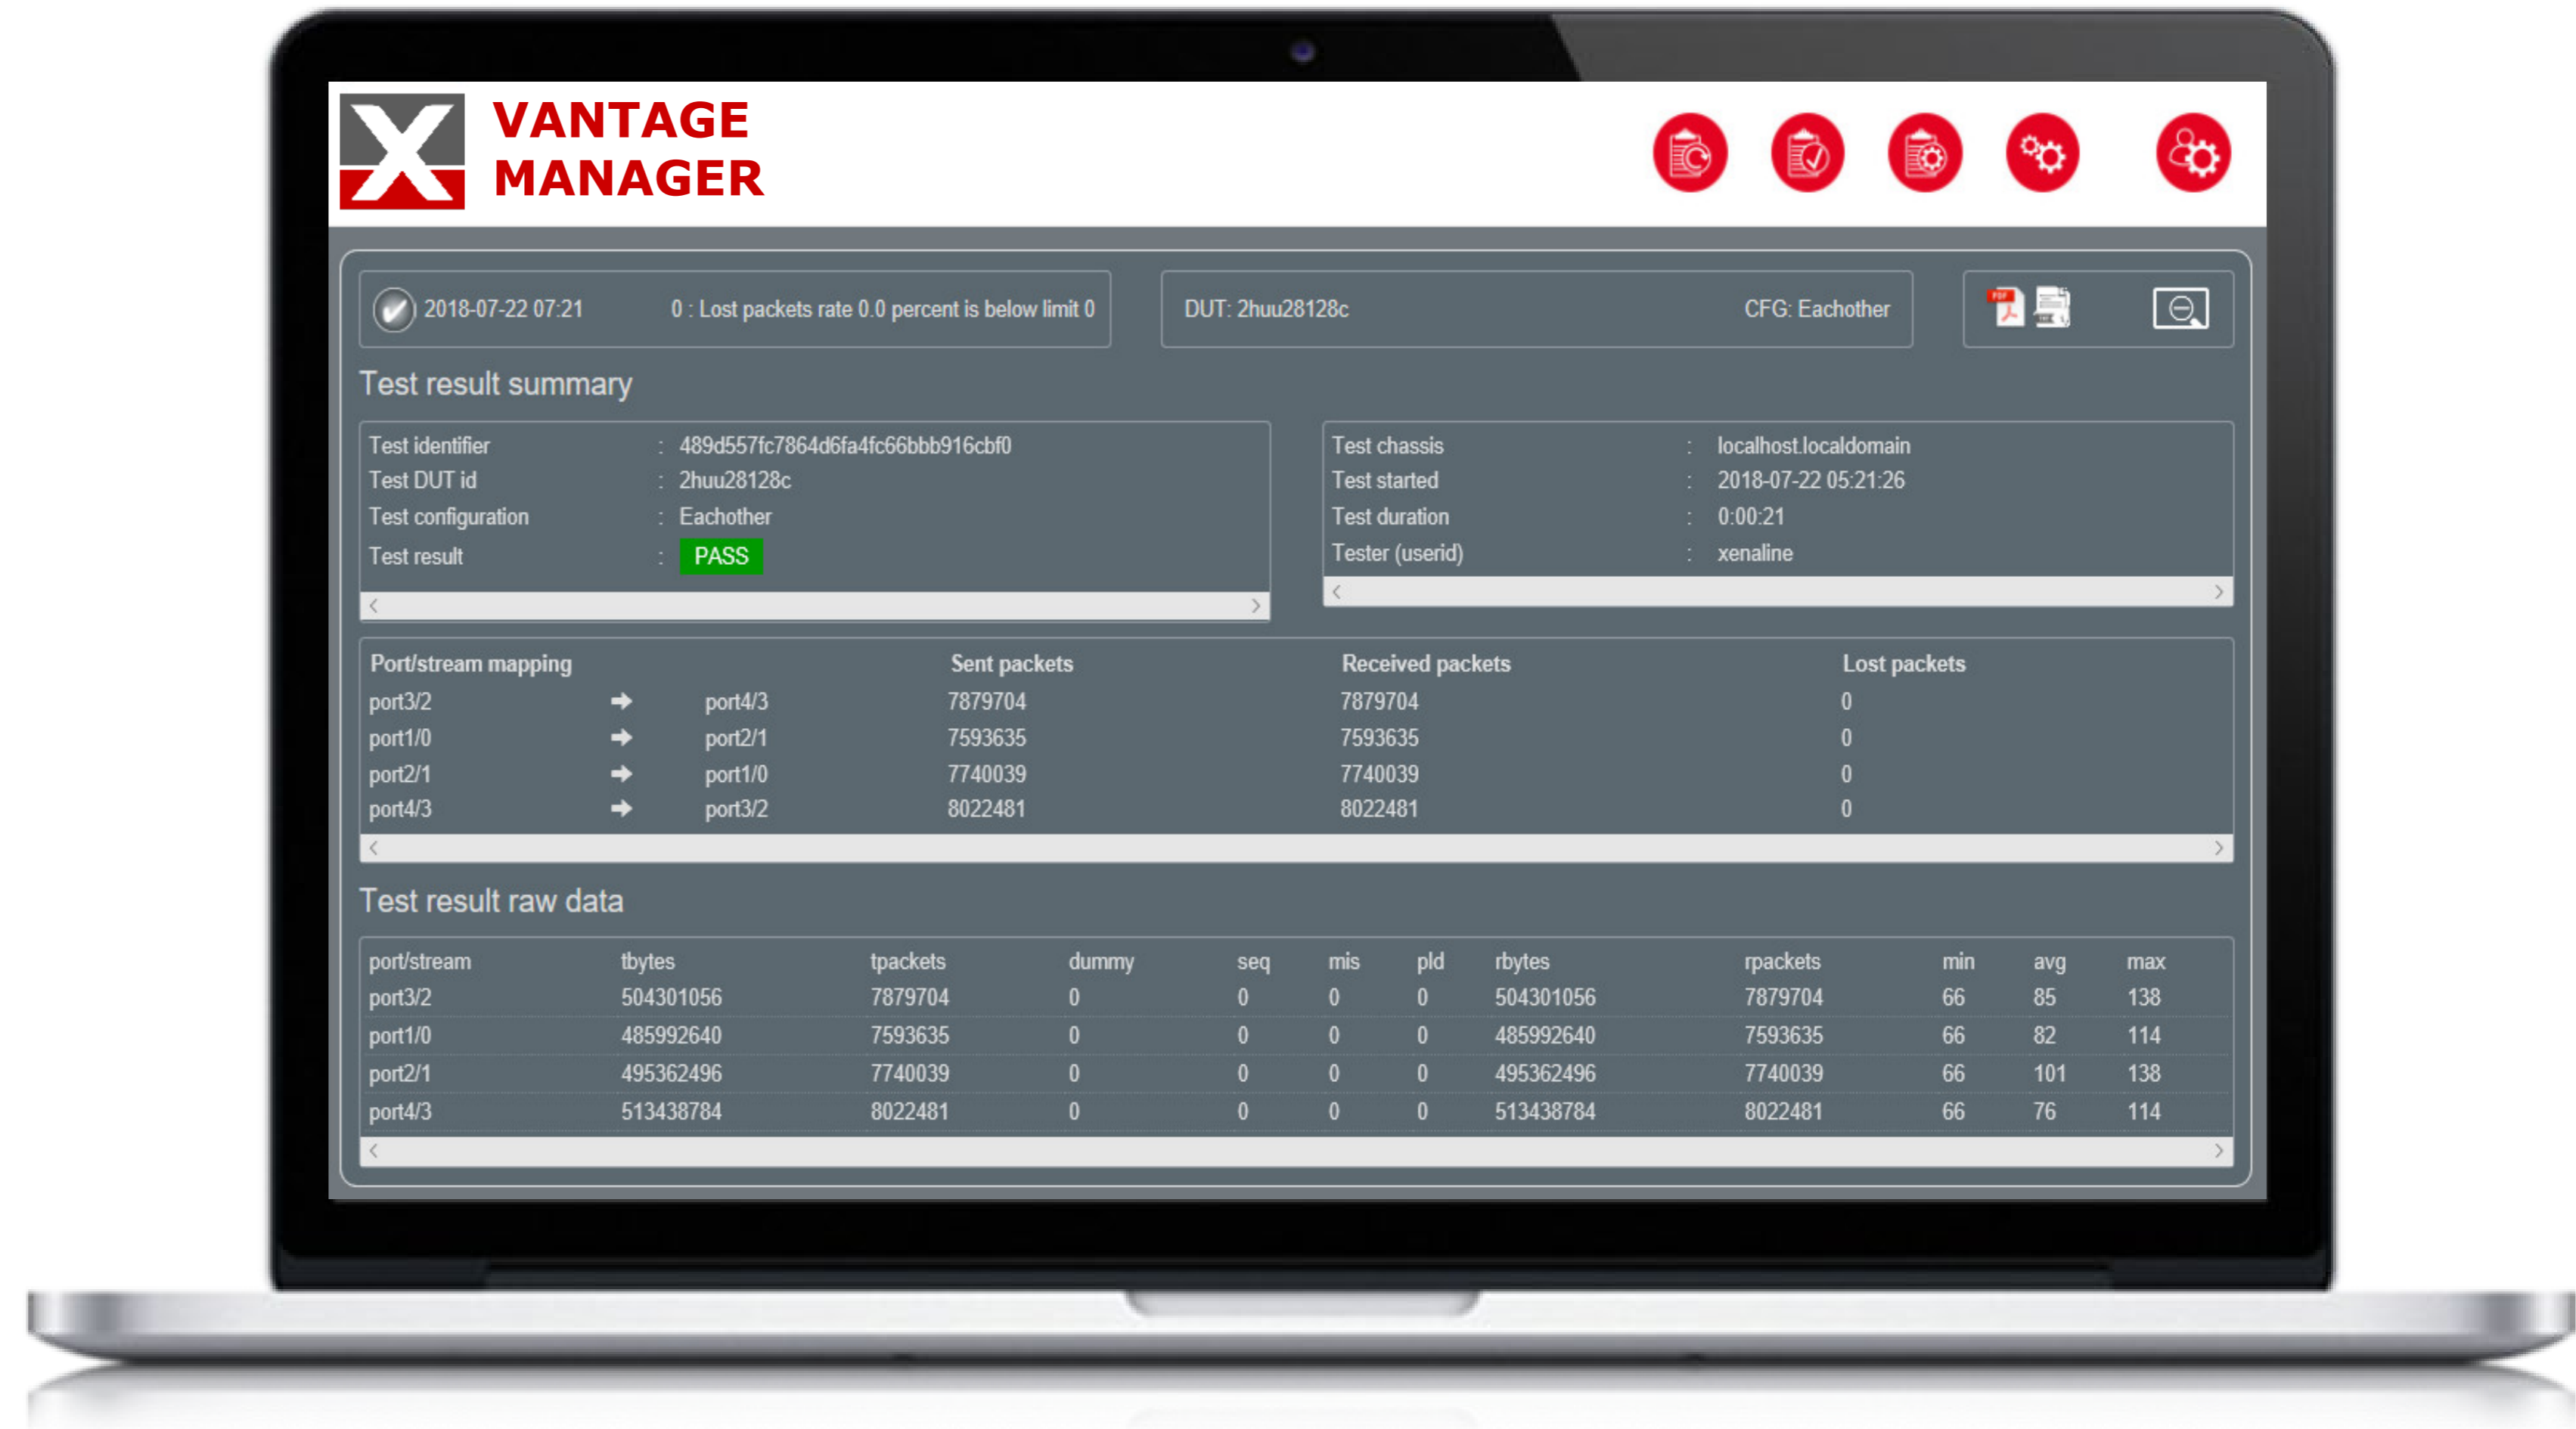 VANTAGE
MANAGER
2018-07-22 07:21 0 : Lost packets rate 0.0 percent is below limit 0 DUT: 2huu28128c CFG: Eachother
Test result summary
Test identifier : 489d557fc7864d6fa4fc66bbb916cbf0
Test DUT id : 2huu28128c
Test configuration : Eachother
Test result : PASS
Test chassis : localhost.localdomain
Test started : 2018-07-22 05:21:26
Test duration : 0:00:21
Tester (userid) : xenaline
Port/stream mapping Sent packets Received packets Lost packets
port3/2 → port4/3 7879704 7879704 0
port1/0 → port2/1 7593635 7593635 0
port2/1 → port1/0 7740039 7740039 0
port4/3 → port3/2 8022481 8022481 0
Test result raw data
port/stream tbytes tpackets dummy seq mis pld rbytes rpackets min avg max
port3/2 504301056 7879704 0 0 0 0 504301056 7879704 66 85 138
port1/0 485992640 7593635 0 0 0 0 485992640 7593635 66 82 114
port2/1 495362496 7740039 0 0 0 0 495362496 7740039 66 101 138
port4/3 513438784 8022481 0 0 0 0 513438784 8022481 66 76 114